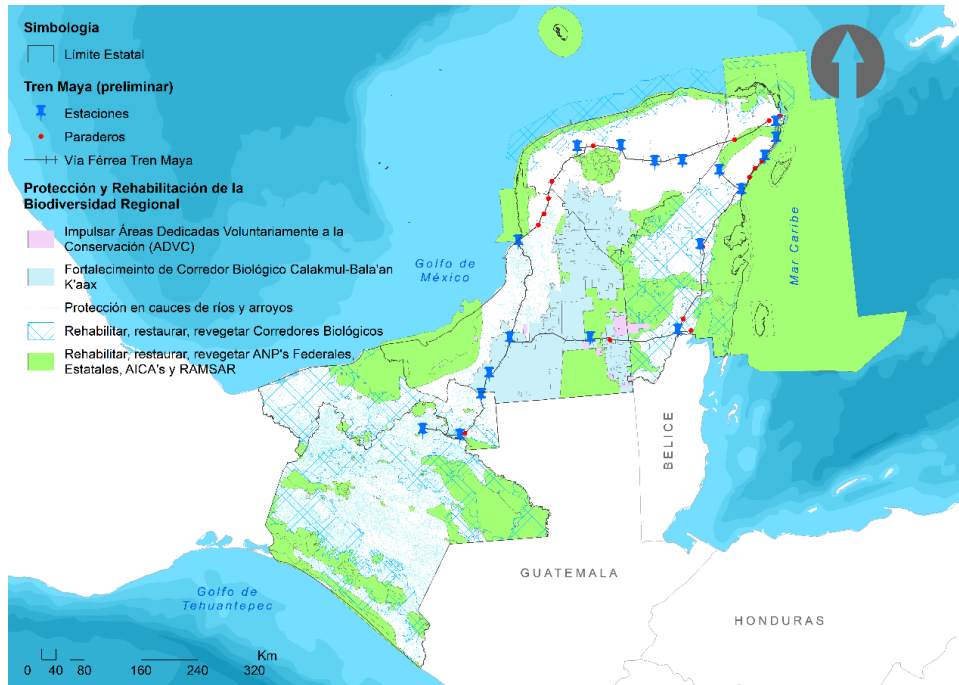 Simbología
Límite Estatal
Tren Maya (preliminar)
Estaciones
Paraderos
Vía Férrea Tren Maya
Protección y Rehabilitación de la
Biodiversidad Regional
Impulsar Áreas Dedicadas Voluntariamente a la
Conservación (ADVC)
Fortalecimeinto de Corredor Biológico Calakmul-Bala'an
K'aax
Protección en cauces de ríos y arroyos
Rehabilitar, restaurar, revegetar Corredores Biológicos
Rehabilitar, restaurar, revegetar ANP's Federales,
Estatales, AICA's y RAMSAR
Golfo de
México
Mar Caribe
BELICE
GUATEMALA
HONDURAS
Golfo de
Tehuantepec
Km
0 40 80 160 240 320